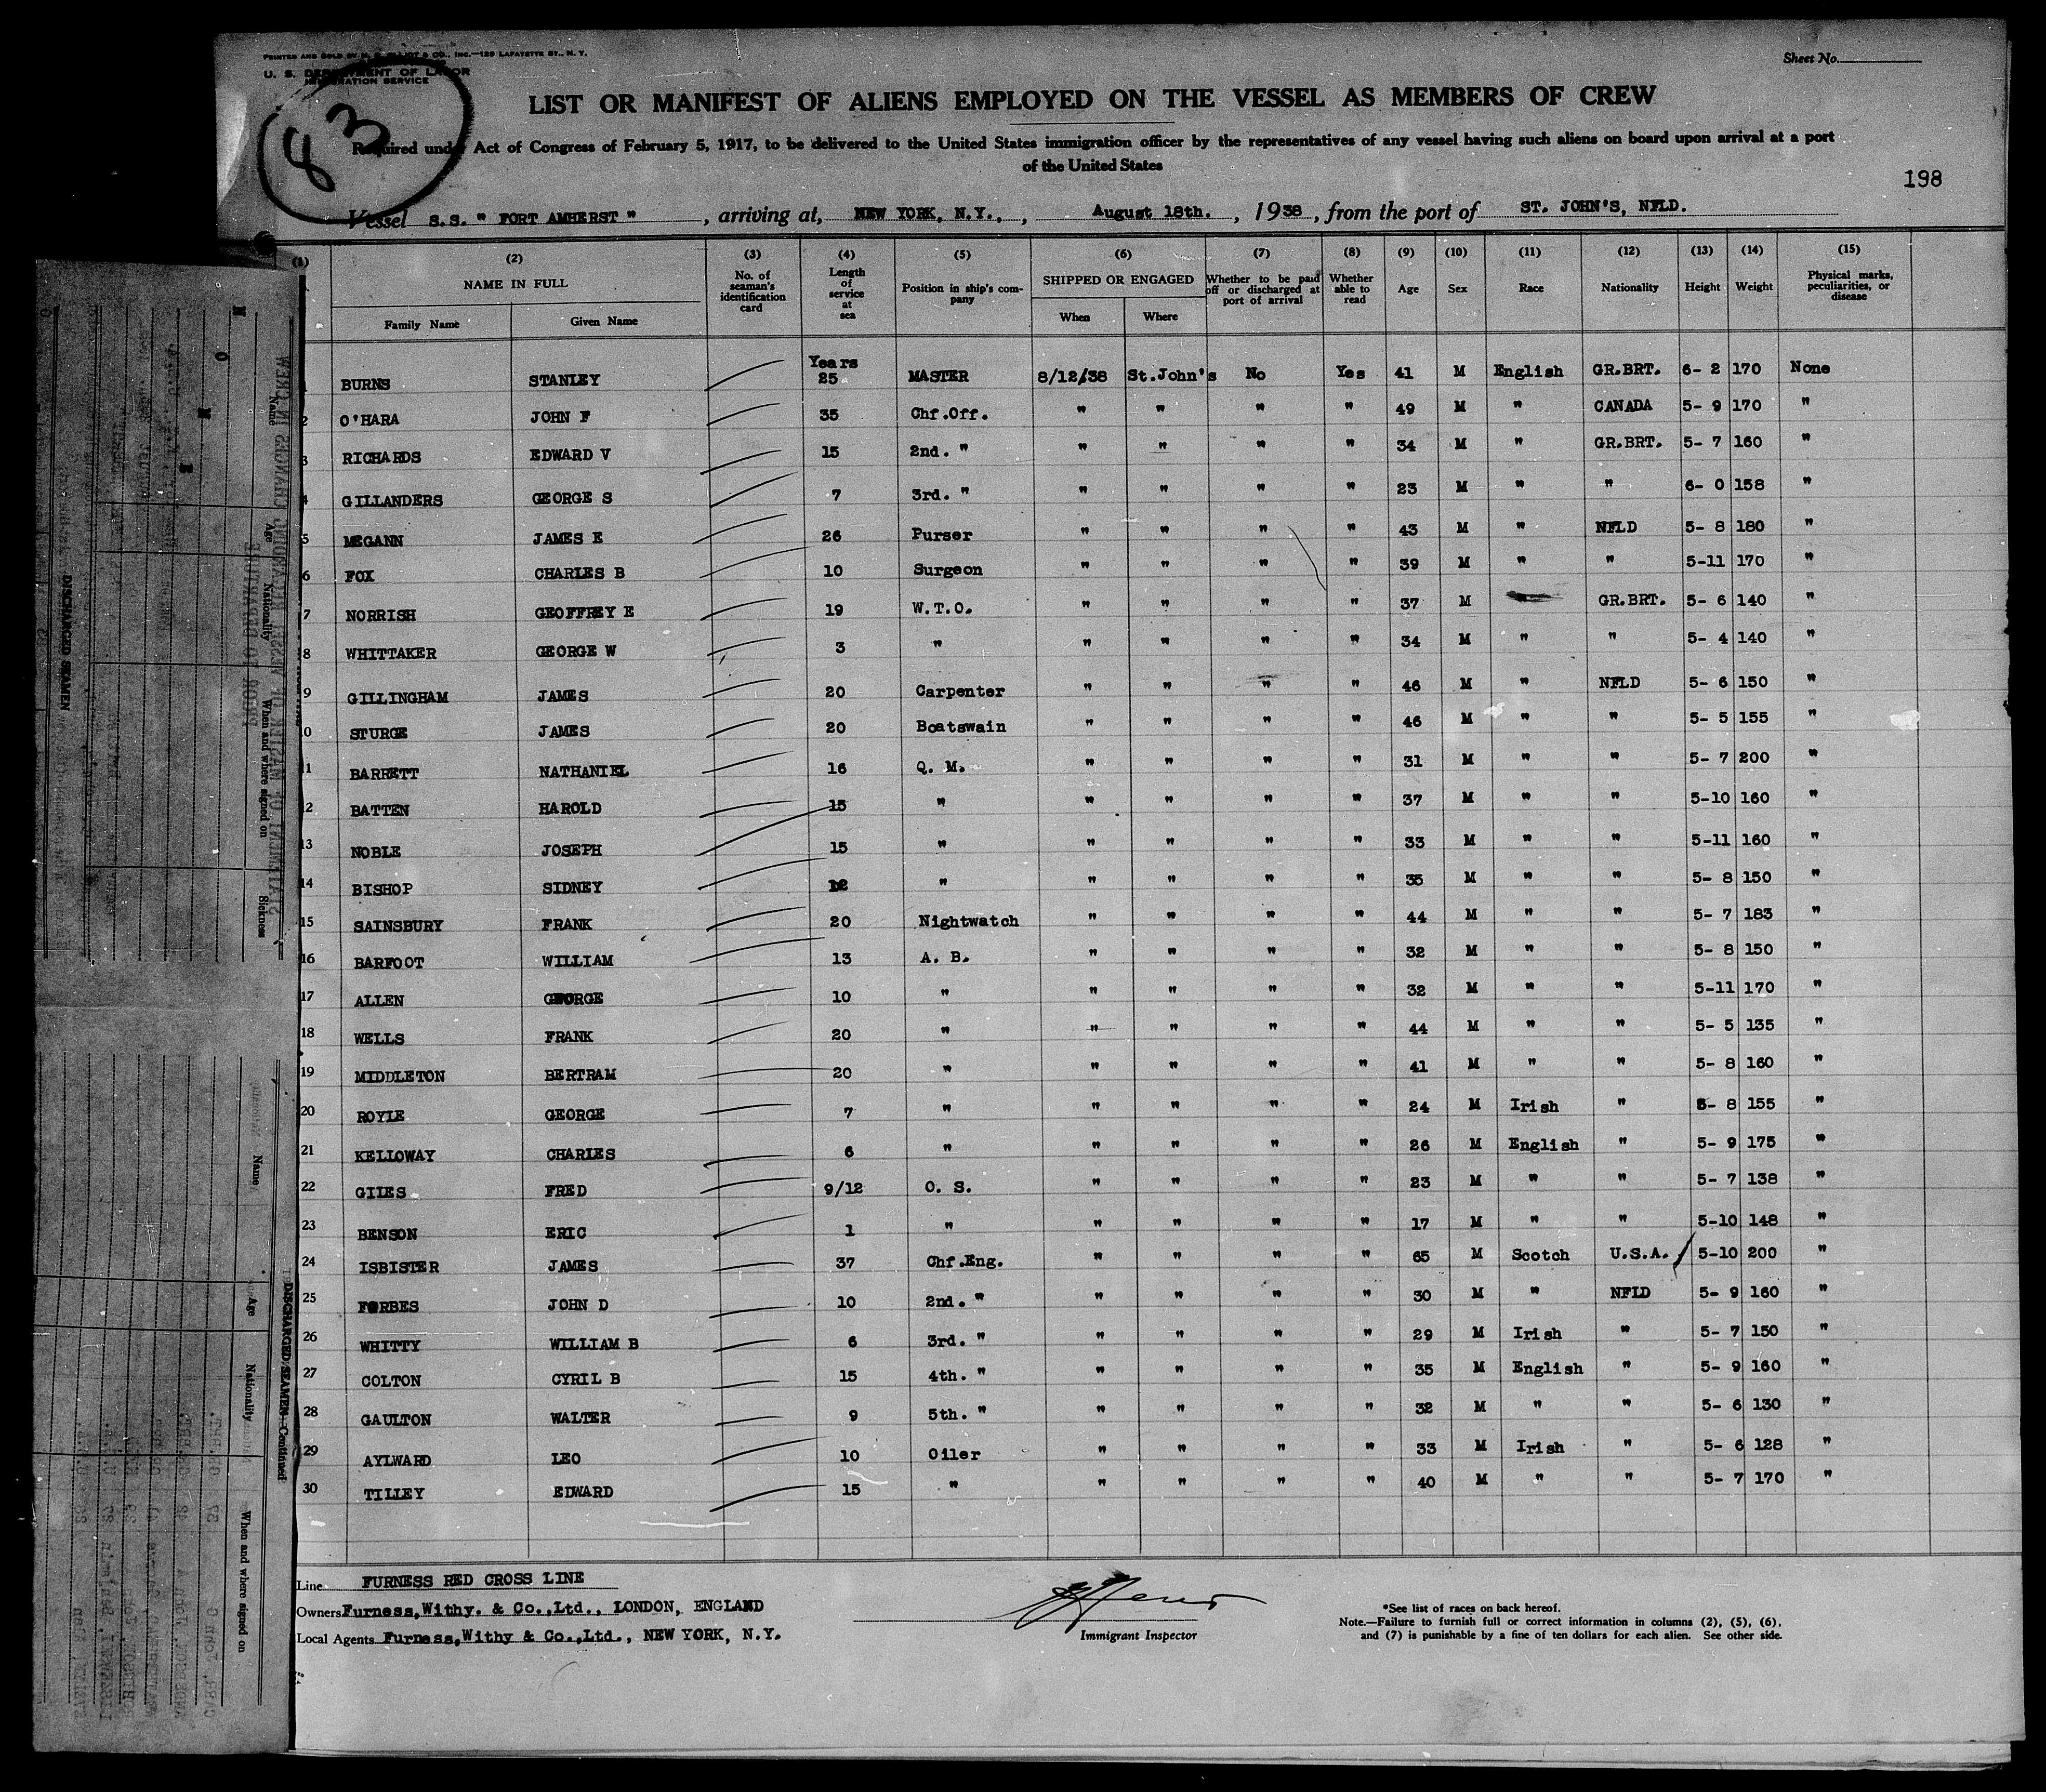 PRINTED AND SOLD BY ELLIOT & CO., INC.—129 LAFAYETTE ST., N. Y.
U. S. DEPARTMENT OF LABOR
IMMIGRATION SERVICE
83
Sheet No.
LIST OR MANIFEST OF ALIENS EMPLOYED ON THE VESSEL AS MEMBERS OF CREW
Required under Act of Congress of February 5, 1917, to be delivered to the United States immigration officer by the representatives of any vessel having such aliens on board upon arrival at a port
of the United States
198
Vessel S.S. " FORT AMHERST " , arriving at, NEW YORK, N.Y., , August 18th. , 1938 , from the port of ST. JOHN'S, NFLD.
(1) (2) (3) (4) (5) (6) (7) (8) (9) (10) (11) (12) (13) (14) (15)
NAME IN FULL No. of seaman's identification card Length of service at sea Position in ship's company SHIPPED OR ENGAGED Whether to be paid off or discharged at port of arrival Whether able to read Age Sex Race Nationality Height Weight Physical marks, peculiarities, or disease
Family Name Given Name When Where
Years
1 BURNS STANLEY 25 MASTER 8/12/38 St.John's No Yes 41 M English GR.BRT. 6- 2 170 None
2 O'HARA JOHN F 35 Chf.Off. " " " " 49 M " CANADA 5- 9 170 "
3 RICHARDS EDWARD V 15 2nd. " " " " " 34 M " GR.BRT. 5- 7 160 "
4 GILLANDERS GEORGE S 7 3rd. " " " " " 23 M " " 6- 0 158 "
5 MEGANN JAMES E 26 Purser " " " " 43 M " NFLD 5- 8 180 "
6 FOX CHARLES B 10 Surgeon " " " " 39 M " " 5-11 170 "
7 NORRISH GEOFFREY E 19 W.T.O. " " " " 37 M GR.BRT. 5- 6 140 "
8 WHITTAKER GEORGE W 3 " " " " " 34 M " " 5- 4 140 "
9 GILLINGHAM JAMES 20 Carpenter " " " " 46 M " NFLD 5- 6 150 "
10 STURGE JAMES 20 Boatswain " " " " 46 M " " 5- 5 155 "
11 BARRETT NATHANIEL 16 Q. M. " " " " 31 M " " 5- 7 200 "
12 BATTEN HAROLD 15 " " " " " 37 M " " 5-10 160 "
13 NOBLE JOSEPH 15 " " " " " 33 M " " 5-11 160 "
14 BISHOP SIDNEY 12 " " " " " 35 M " " 5- 8 150 "
15 SAINSBURY FRANK 20 Nightwatch " " " " 44 M " " 5- 7 183 "
16 BARFOOT WILLIAM 13 A. B. " " " " 32 M " " 5- 8 150 "
17 ALLEN GEORGE 10 " " " " " 32 M " " 5-11 170 "
18 WELLS FRANK 20 " " " " " 44 M " " 5- 5 135 "
19 MIDDLETON BERTRAM 20 " " " " " 41 M " " 5- 8 160 "
20 ROYLE GEORGE 7 " " " " " 24 M Irish " 5- 8 155 "
21 KELLOWAY CHARLES 6 " " " " " 26 M English " 5- 9 175 "
22 GILES FRED 9/12 O. S. " " " " 23 M " " 5- 7 138 "
23 BENSON ERIC 1 " " " " " 17 M " " 5-10 148 "
24 ISBISTER JAMES 37 Chf.Eng. " " " " 65 M Scotch U.S.A. 5-10 200 "
25 FORBES JOHN D 10 2nd. " " " " " 30 M " NFLD 5- 9 160 "
26 WHITTY WILLIAM B 6 3rd. " " " " " 29 M Irish " 5- 7 150 "
27 COLTON CYRIL B 15 4th. " " " " " 35 M English " 5- 9 160 "
28 GAULTON WALTER 9 5th. " " " " " 32 M " " 5- 6 130 "
29 AYLWARD LEO 10 Oiler " " " " 33 M Irish " 5- 6 128 "
30 TILLEY EDWARD 15 " " " " " 40 M " " 5- 7 170 "
Line FURNESS RED CROSS LINE
Owners Furness, Withy. & Co.,Ltd., LONDON, ENGLAND
Local Agents Furness, Withy & Co.,Ltd., NEW YORK, N.Y.
Immigrant Inspector
*See list of races on back hereof.
Note.—Failure to furnish full or correct information in columns (2), (5), (6),
and (7) is punishable by a fine of ten dollars for each alien. See other side.
DISCHARGED SEAMEN
Name Age Nationality When and where signed on Sickness
DISCHARGED SEAMEN—Continued
Name Age Nationality When and where signed on